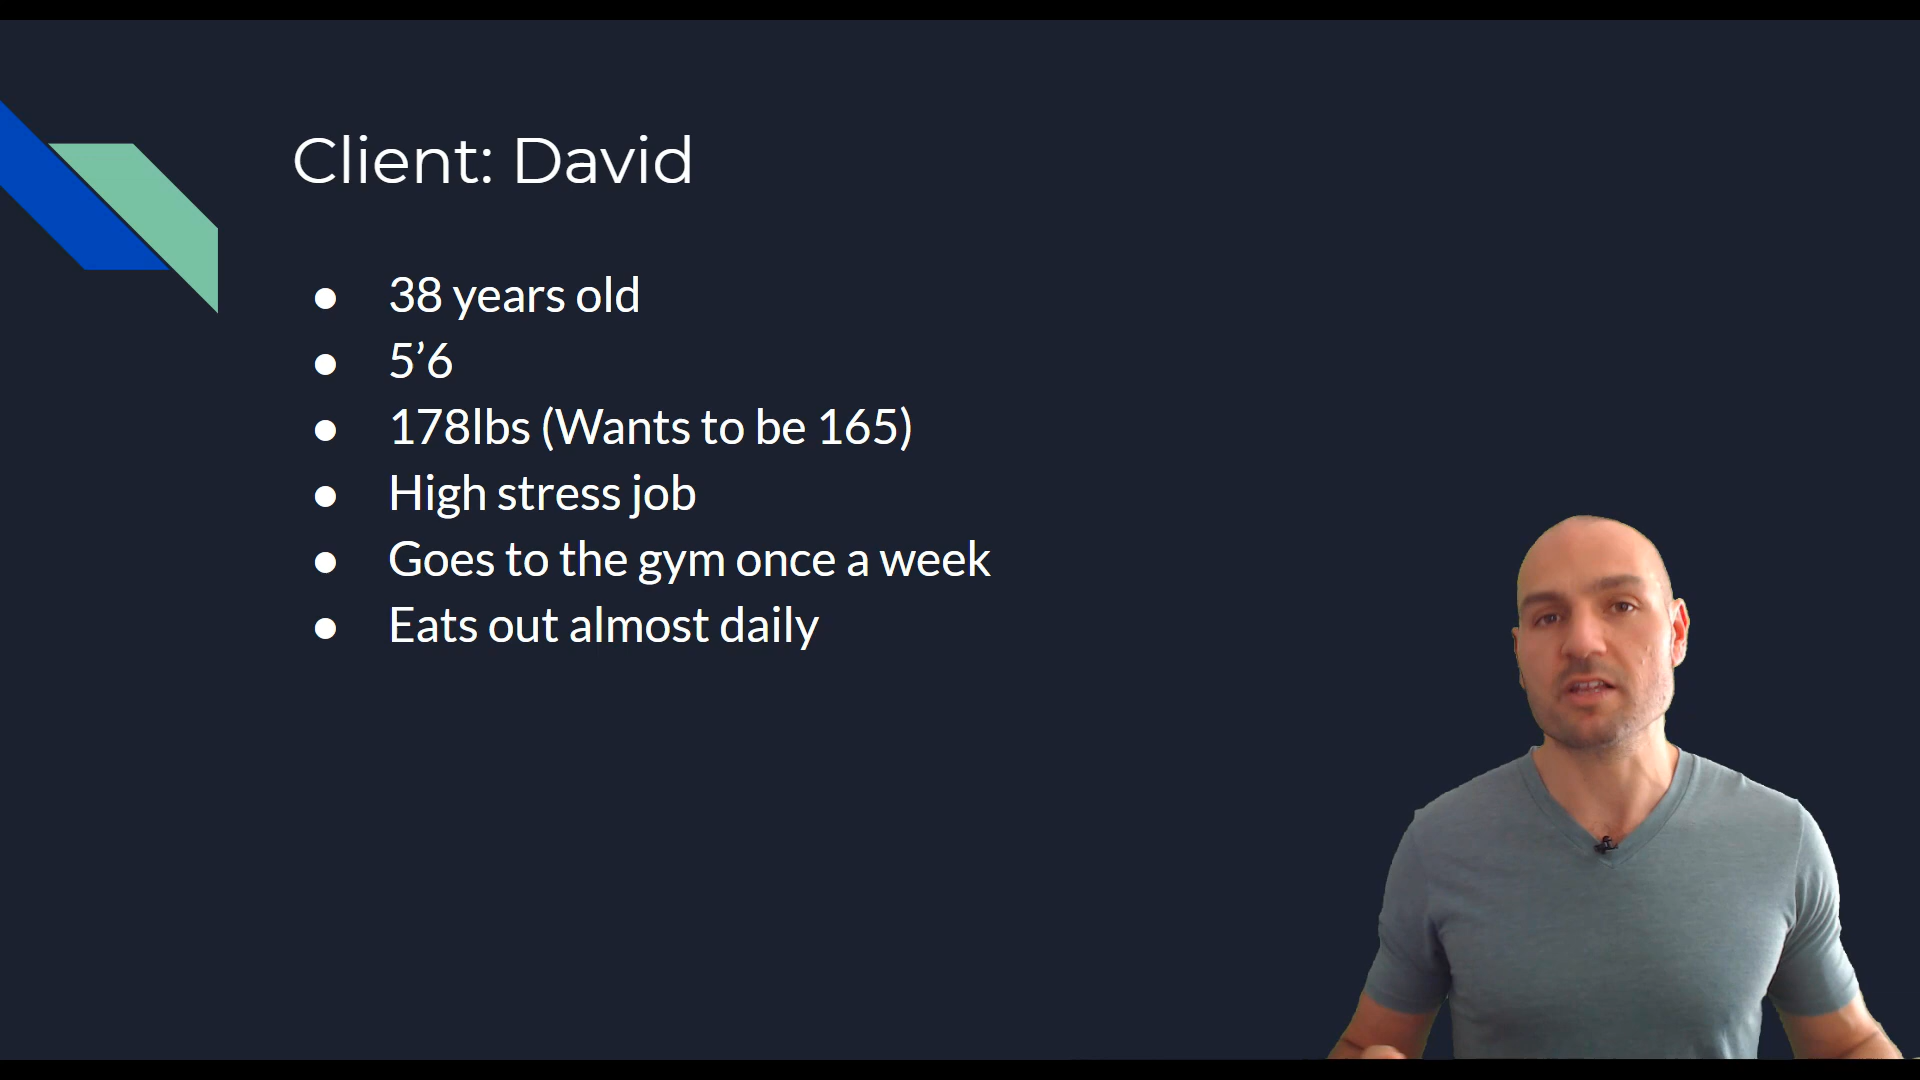 Client: David
● 38 years old
● 5’6
● 178lbs (Wants to be 165)
● High stress job
● Goes to the gym once a week
● Eats out almost daily